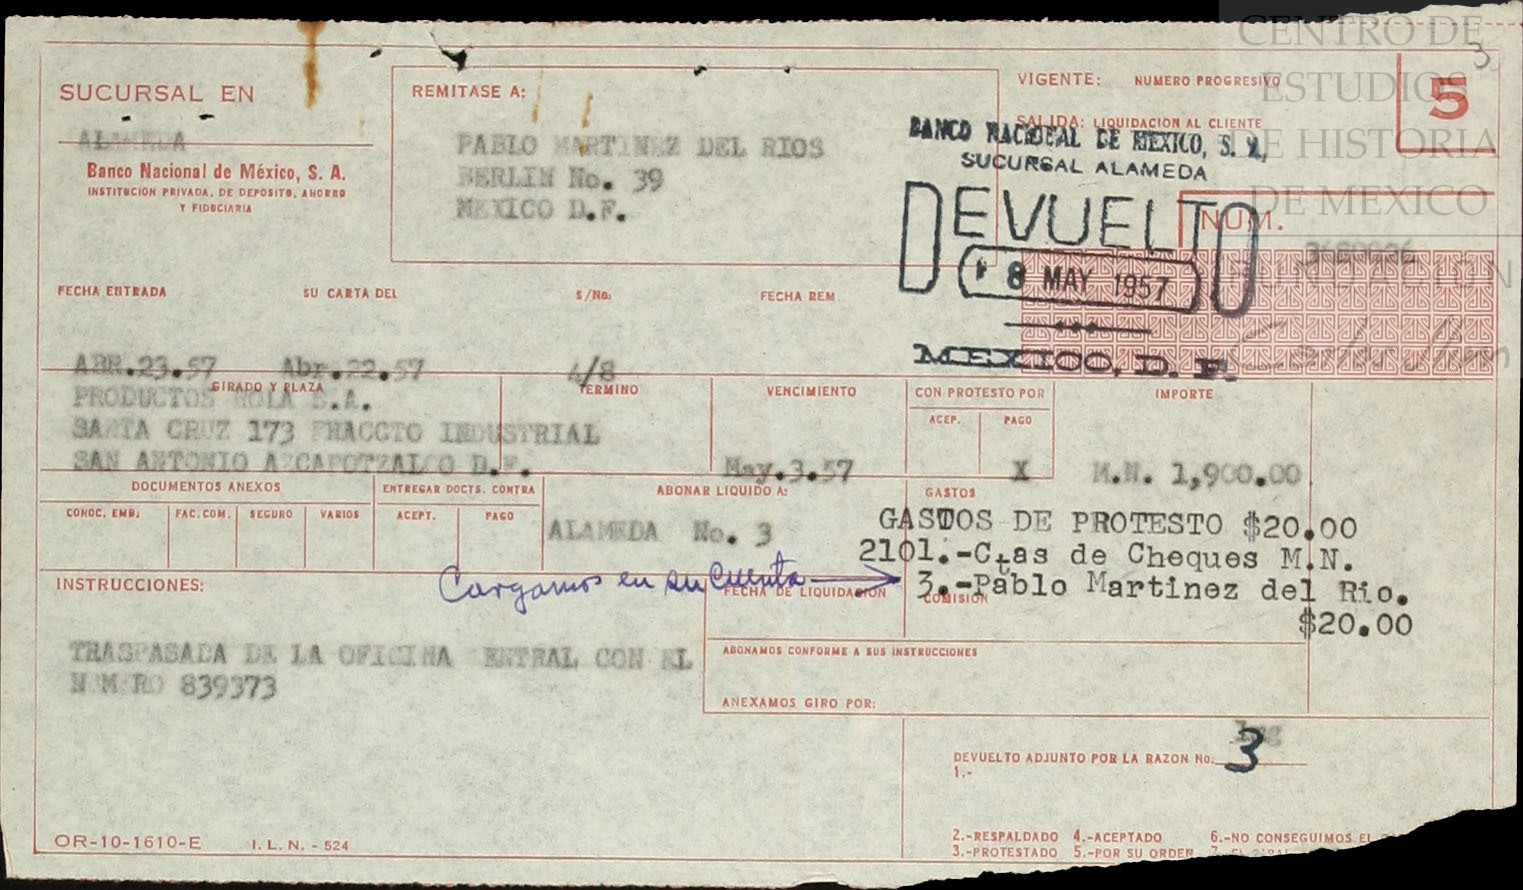 CENTRO DE
ESTUDIOS
DE HISTORIA
DE MEXICO
FUNDACIÓN
3
SUCURSAL EN
ALAMEDA
Banco Nacional de México, S. A.
INSTITUCION PRIVADA, DE DEPOSITO, AHORRO
Y FIDUCIARIA
REMITASE A:
PABLO MARTINEZ DEL RIOS
BERLIN No. 39
MEXICO D.F.
VIGENTE: NUMERO PROGRESIVO
SALIDA: LIQUIDACION AL CLIENTE
5
BANCO NACIONAL DE MEXICO, S. A.
SUCURSAL ALAMEDA
DEVUELTO
8 MAY 1957
MEXICO, D. F.
NUM.
FECHA ENTRADA SU CARTA DEL S/No: FECHA REM.
ABR.23.57 Abr.22.57 4/8
GIRADO Y PLAZA TERMINO VENCIMIENTO CON PROTESTO POR IMPORTE
ACEP. PAGO
PRODUCTOS ROLA S.A.
SANTA CRUZ 173 FRACCTO INDUSTRIAL
SAN ANTONIO AZCAPOTZALCO D.F. May.3.57 X M.N. 1,900.00
DOCUMENTOS ANEXOS ENTREGAR DOCTS. CONTRA ABONAR LIQUIDO A: GASTOS
CONOC. EMB: FAC. COM. SEGURO VARIOS ACEPT. PAGO
ALAMEDA No. 3
GASTOS DE PROTESTO $20.00
2101.-Ctas de Cheques M.N.
Cargamos en su cuenta → 3.-Pablo Martinez del Rio.
$20.00
INSTRUCCIONES: FECHA DE LIQUIDACION COMISION
TRASPASADA DE LA OFICINA ENTRAL CON EL
NUMERO 839373
ABONAMOS CONFORME A SUS INSTRUCCIONES
ANEXAMOS GIRO POR:
DEVUELTO ADJUNTO POR LA RAZON No. 3
1.-
2.-RESPALDADO 4.-ACEPTADO 6.-NO CONSEGUIMOS EL
3.-PROTESTADO 5.-POR SU ORDEN 7.
OR-10-1610-E I. L. N. - 524